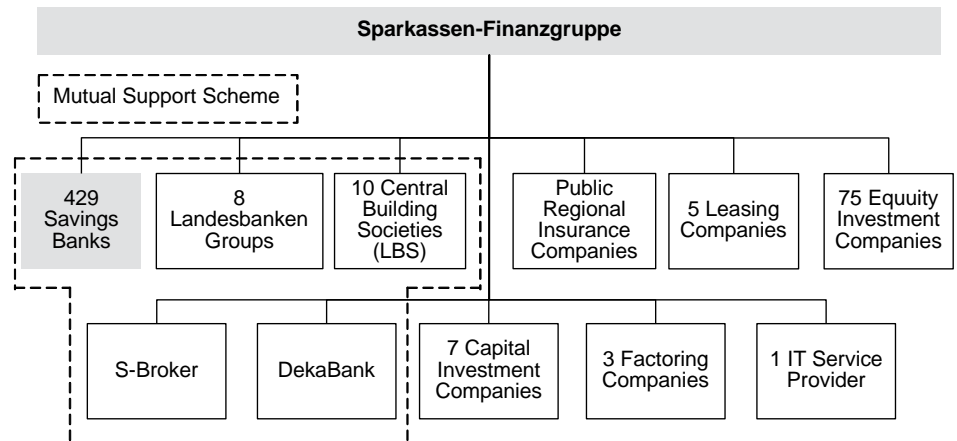 Sparkassen-Finanzgruppe
Mutual Support Scheme
429
Savings
Banks
8
Landesbanken
Groups
10 Central
Building
Societies
(LBS)
Public
Regional
Insurance
Companies
5 Leasing
Companies
75 Equity
Investment
Companies
S-Broker
DekaBank
7 Capital
Investment
Companies
3 Factoring
Companies
1 IT Service
Provider